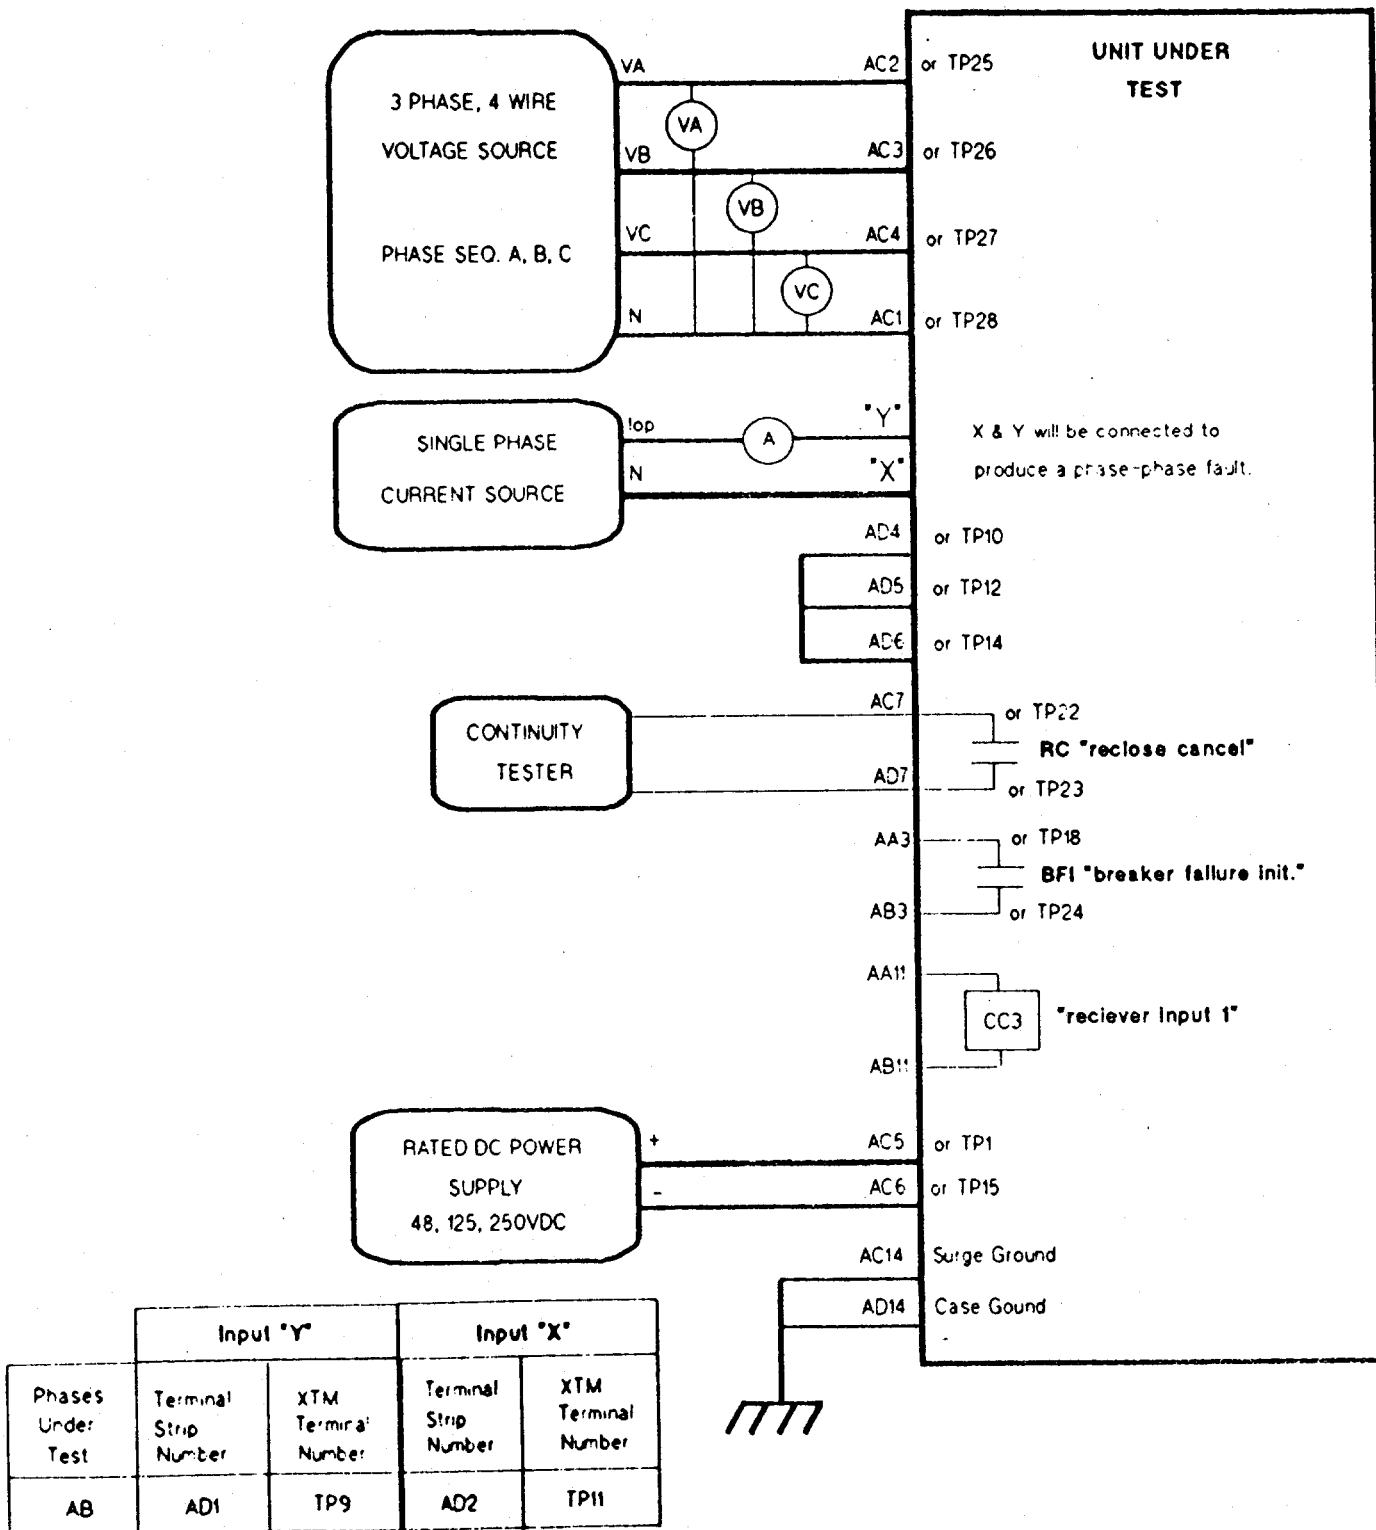 UNIT UNDER
TEST
3 PHASE, 4 WIRE
VOLTAGE SOURCE
PHASE SEQ. A, B, C
VA
AC2 or TP25
VA
VB
AC3 or TP26
VB
VC
AC4 or TP27
VC
N
AC1 or TP28
SINGLE PHASE
CURRENT SOURCE
Iop
A
"Y"
N
"X"
X & Y will be connected to
produce a phase-phase fault.
AD4 or TP10
AD5 or TP12
AD6 or TP14
CONTINUITY
TESTER
AC7 or TP22
RC "reclose cancel"
AD7 or TP23
AA3 or TP18
BFI "breaker failure init."
AB3 or TP24
AA11
CC3 "reciever input 1"
AB11
RATED DC POWER
SUPPLY
48, 125, 250VDC
+
AC5 or TP1
-
AC6 or TP15
AC14 Surge Ground
AD14 Case Gound
Input "Y" Input "X"
Phases
Under
Test
Terminal
Strip
Number
XTM
Terminal
Number
Terminal
Strip
Number
XTM
Terminal
Number
AB AD1 TP9 AD2 TP11